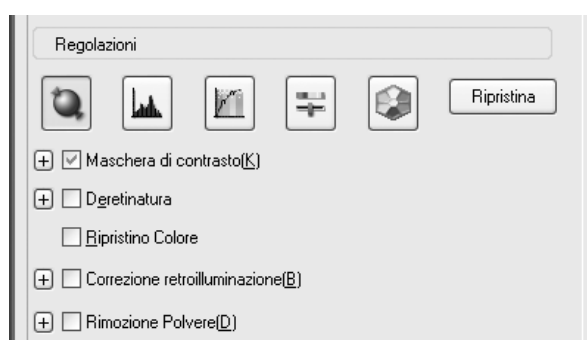 Regolazioni
Ripristina
Maschera di contrasto(K)
Deretinatura
Ripristino Colore
Correzione retroilluminazione(B)
Rimozione Polvere(D)